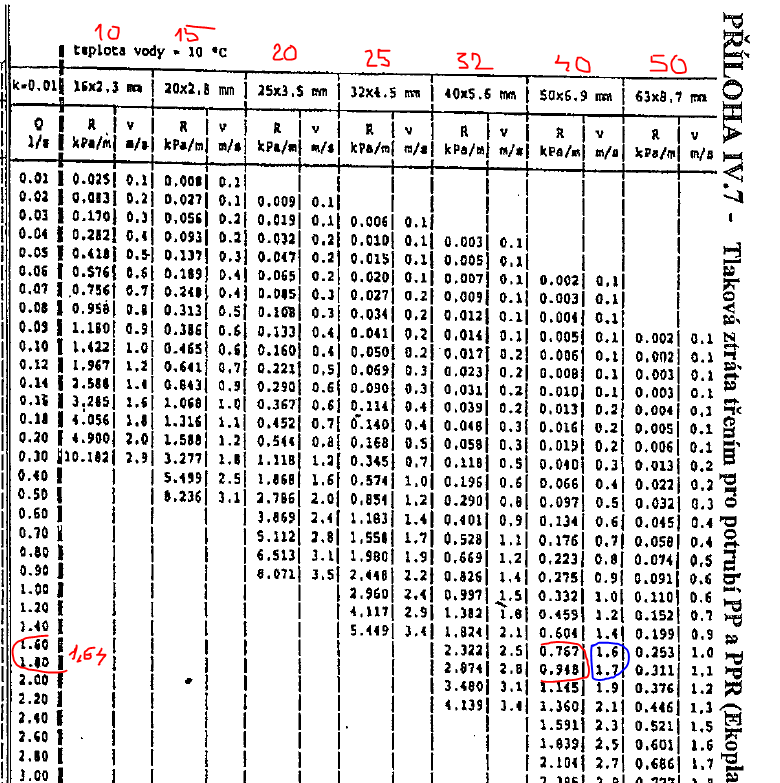 10 15 20 25 32 40 50
teplota vody = 10 °C
k=0.01 16x2.3 mm 20x2.8 mm 25x3.5 mm 32x4.5 mm 40x5.6 mm 50x6.9 mm 63x8.7 mm
Q R v R v R v R v R v R v R v
l/s kPa/m m/s kPa/m m/s kPa/m m/s kPa/m m/s kPa/m m/s kPa/m m/s kPa/m m/s
0.01 0.025 0.1 0.008 0.1
0.02 0.083 0.2 0.027 0.1 0.009 0.1
0.03 0.170 0.3 0.056 0.2 0.019 0.1 0.006 0.1
0.04 0.282 0.4 0.093 0.2 0.032 0.2 0.010 0.1 0.003 0.1
0.05 0.418 0.5 0.137 0.3 0.047 0.2 0.015 0.1 0.005 0.1
0.06 0.576 0.6 0.189 0.4 0.065 0.2 0.020 0.1 0.007 0.1 0.002 0.1
0.07 0.756 0.7 0.248 0.4 0.085 0.3 0.027 0.2 0.009 0.1 0.003 0.1
0.08 0.958 0.8 0.313 0.5 0.108 0.3 0.034 0.2 0.012 0.1 0.004 0.1
0.09 1.180 0.9 0.386 0.6 0.133 0.4 0.041 0.2 0.014 0.1 0.005 0.1 0.002 0.1
0.10 1.422 1.0 0.465 0.6 0.160 0.4 0.050 0.2 0.017 0.2 0.006 0.1 0.002 0.1
0.12 1.967 1.2 0.641 0.7 0.221 0.5 0.069 0.3 0.023 0.2 0.008 0.1 0.003 0.1
0.14 2.588 1.4 0.843 0.9 0.290 0.6 0.090 0.3 0.031 0.2 0.010 0.1 0.003 0.1
0.16 3.285 1.6 1.068 1.0 0.367 0.6 0.114 0.4 0.039 0.2 0.013 0.2 0.004 0.1
0.18 4.056 1.8 1.316 1.1 0.452 0.7 0.140 0.4 0.048 0.3 0.016 0.2 0.005 0.1
0.20 4.900 2.0 1.588 1.2 0.544 0.8 0.168 0.5 0.058 0.3 0.019 0.2 0.006 0.1
0.30 10.182 2.9 3.277 1.8 1.118 1.2 0.345 0.7 0.118 0.5 0.040 0.3 0.013 0.2
0.40 5.499 2.5 1.868 1.6 0.574 1.0 0.196 0.6 0.066 0.4 0.022 0.2
0.50 8.236 3.1 2.786 2.0 0.854 1.2 0.290 0.8 0.097 0.5 0.032 0.3
0.60 3.869 2.4 1.183 1.4 0.401 0.9 0.134 0.6 0.045 0.4
0.70 5.112 2.8 1.558 1.7 0.528 1.1 0.176 0.7 0.058 0.4
0.80 6.513 3.1 1.980 1.9 0.669 1.2 0.223 0.8 0.074 0.5
0.90 8.071 3.5 2.448 2.2 0.826 1.4 0.275 0.9 0.091 0.6
1.00 2.960 2.4 0.997 1.5 0.332 1.0 0.110 0.6
1.20 4.117 2.9 1.382 1.8 0.459 1.2 0.152 0.7
1.40 5.449 3.4 1.824 2.1 0.604 1.4 0.199 0.9
1.60 2.322 2.5 0.767 1.6 0.253 1.0
1,64
1.80 2.874 2.8 0.948 1.7 0.311 1.1
2.00 3.480 3.1 1.145 1.9 0.376 1.2
2.20 4.139 3.4 1.360 2.1 0.446 1.3
2.40 1.591 2.3 0.521 1.5
2.60 1.839 2.5 0.601 1.6
2.80 2.104 2.7 0.686 1.7
3.00
PŘÍLOHA IV.7 - Tlaková ztráta třením pro potrubí PP a PPR (Ekopla